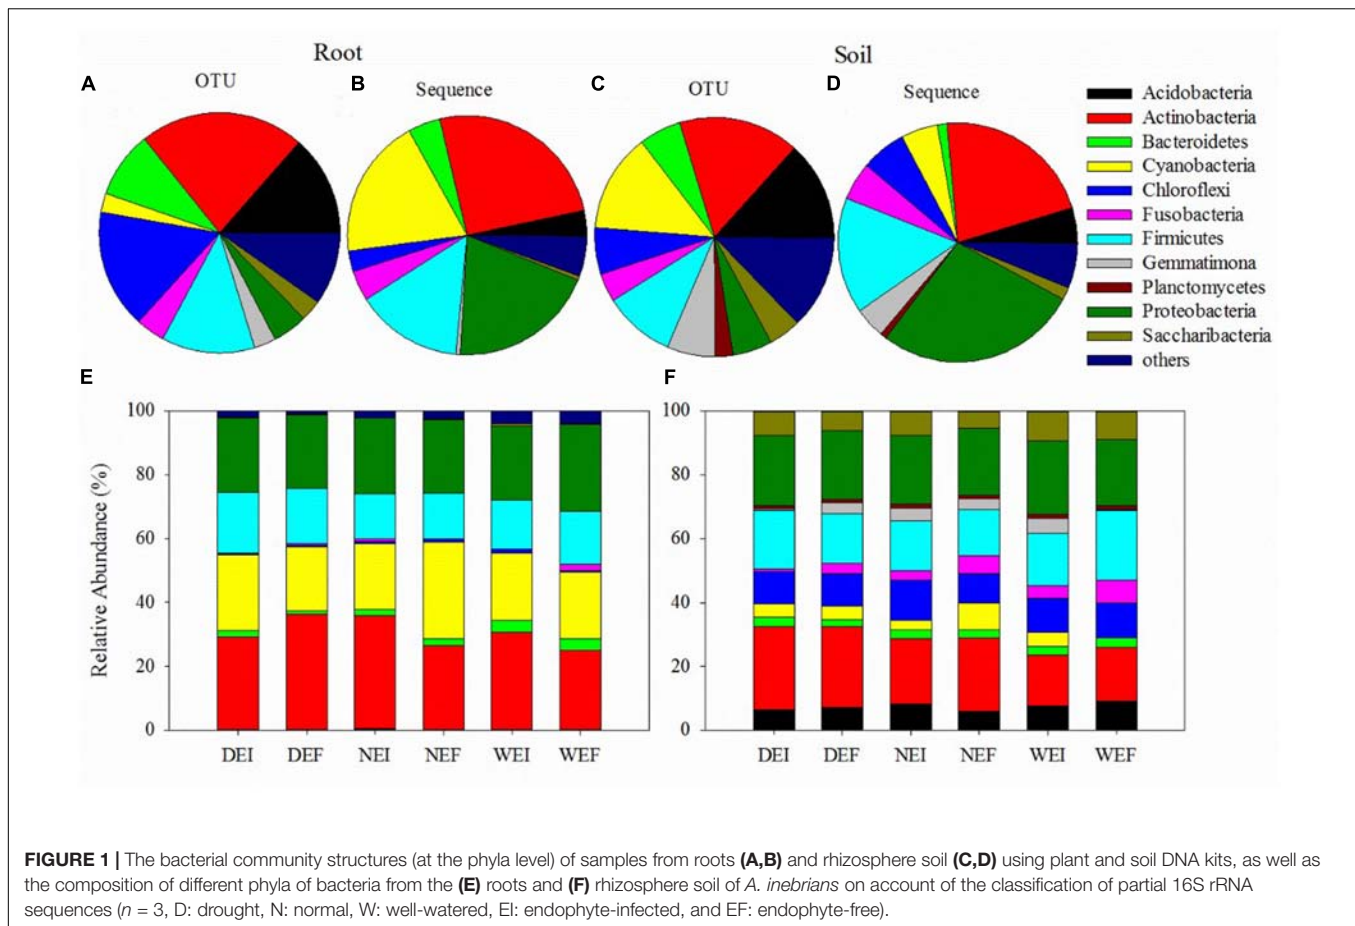 Root
Soil
A
OTU
B
Sequence
C
OTU
D
Sequence
Acidobacteria
Actinobacteria
Bacteroidetes
Cyanobacteria
Chloroflexi
Fusobacteria
Firmicutes
Gemmatimona
Planctomycetes
Proteobacteria
Saccharibacteria
others
E
Relative Abundance (%)
100
80
60
40
20
0
DEI DEF NEI NEF WEI WEF
F
100
80
60
40
20
0
DEI DEF NEI NEF WEI WEF
FIGURE 1 | The bacterial community structures (at the phyla level) of samples from roots (A,B) and rhizosphere soil (C,D) using plant and soil DNA kits, as well as
the composition of different phyla of bacteria from the (E) roots and (F) rhizosphere soil of A. inebrians on account of the classification of partial 16S rRNA
sequences (n = 3, D: drought, N: normal, W: well-watered, EI: endophyte-infected, and EF: endophyte-free).